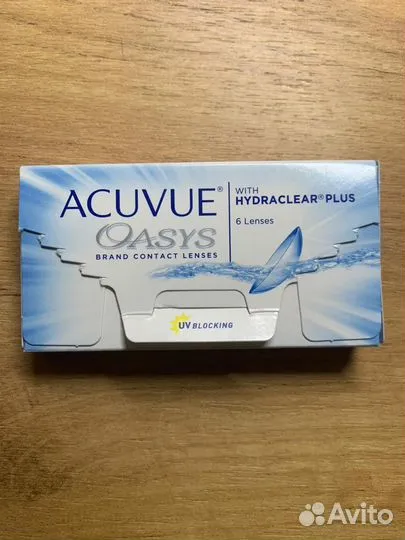 ACUVUE®
OASYS
BRAND CONTACT LENSES
WITH
HYDRACLEAR® PLUS
6 Lenses
UV BLOCKING
Avito